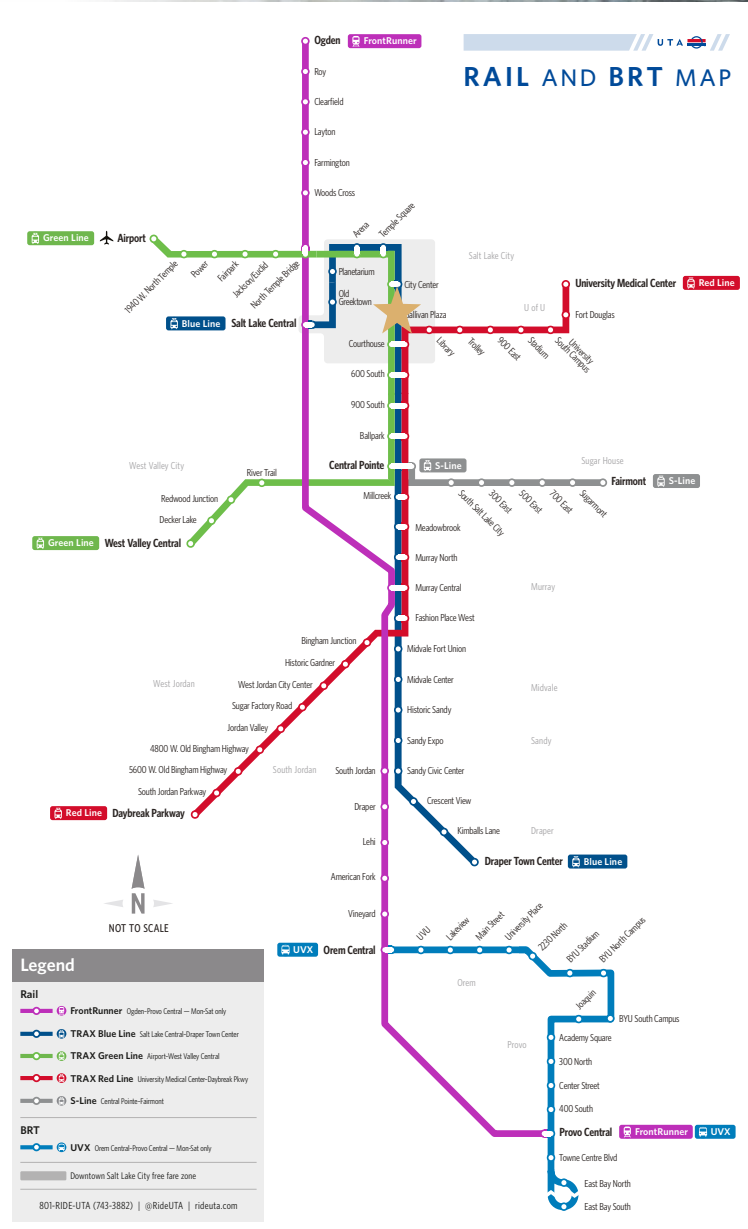 UTA
RAIL AND BRT MAP
Ogden
FrontRunner
Roy
Clearfield
Layton
Farmington
Woods Cross
Arena
Temple Square
Green Line
Airport
1940 W. North Temple
Power
Fairpark
Jackson/Euclid
North Temple Bridge
Salt Lake City
Planetarium
City Center
University Medical Center
Red Line
Old
Greektown
U of U
Fort Douglas
Blue Line
Salt Lake Central
Plaza
Courthouse
Library
Trolley
900 East
Stadium
University
South Campus
600 South
900 South
Ballpark
West Valley City
River Trail
Central Pointe
S-Line
Sugar House
Fairmont
S-Line
Redwood Junction
Millcreek
South Salt Lake City
300 East
500 East
700 East
Sugarmont
Decker Lake
Meadowbrook
Green Line
West Valley Central
Murray North
Murray Central
Murray
Fashion Place West
Bingham Junction
Midvale Fort Union
Historic Gardner
West Jordan
West Jordan City Center
Midvale Center
Midvale
Sugar Factory Road
Historic Sandy
Jordan Valley
4800 W. Old Bingham Highway
Sandy Expo
Sandy
5600 W. Old Bingham Highway
South Jordan
South Jordan
Sandy Civic Center
South Jordan Parkway
Crescent View
Red Line
Daybreak Parkway
Draper
Kimballs Lane
Draper
Lehi
Draper Town Center
Blue Line
American Fork
N
NOT TO SCALE
Vineyard
UVX
Orem Central
UVU
Lakeview
Main Street
University Place
2230 North
BYU Stadium
BYU North Campus
Orem
Joaquin
BYU South Campus
Provo
Academy Square
300 North
Center Street
400 South
Provo Central
FrontRunner
UVX
Towne Centre Blvd
East Bay North
East Bay South
Legend
Rail
FrontRunner Ogden-Provo Central — Mon-Sat only
TRAX Blue Line Salt Lake Central-Draper Town Center
TRAX Green Line Airport-West Valley Central
TRAX Red Line University Medical Center-Daybreak Pkwy
S-Line Central Pointe-Fairmont
BRT
UVX Orem Central-Provo Central — Mon-Sat only
Downtown Salt Lake City free fare zone
801-RIDE-UTA (743-3882) | @RideUTA | rideuta.com